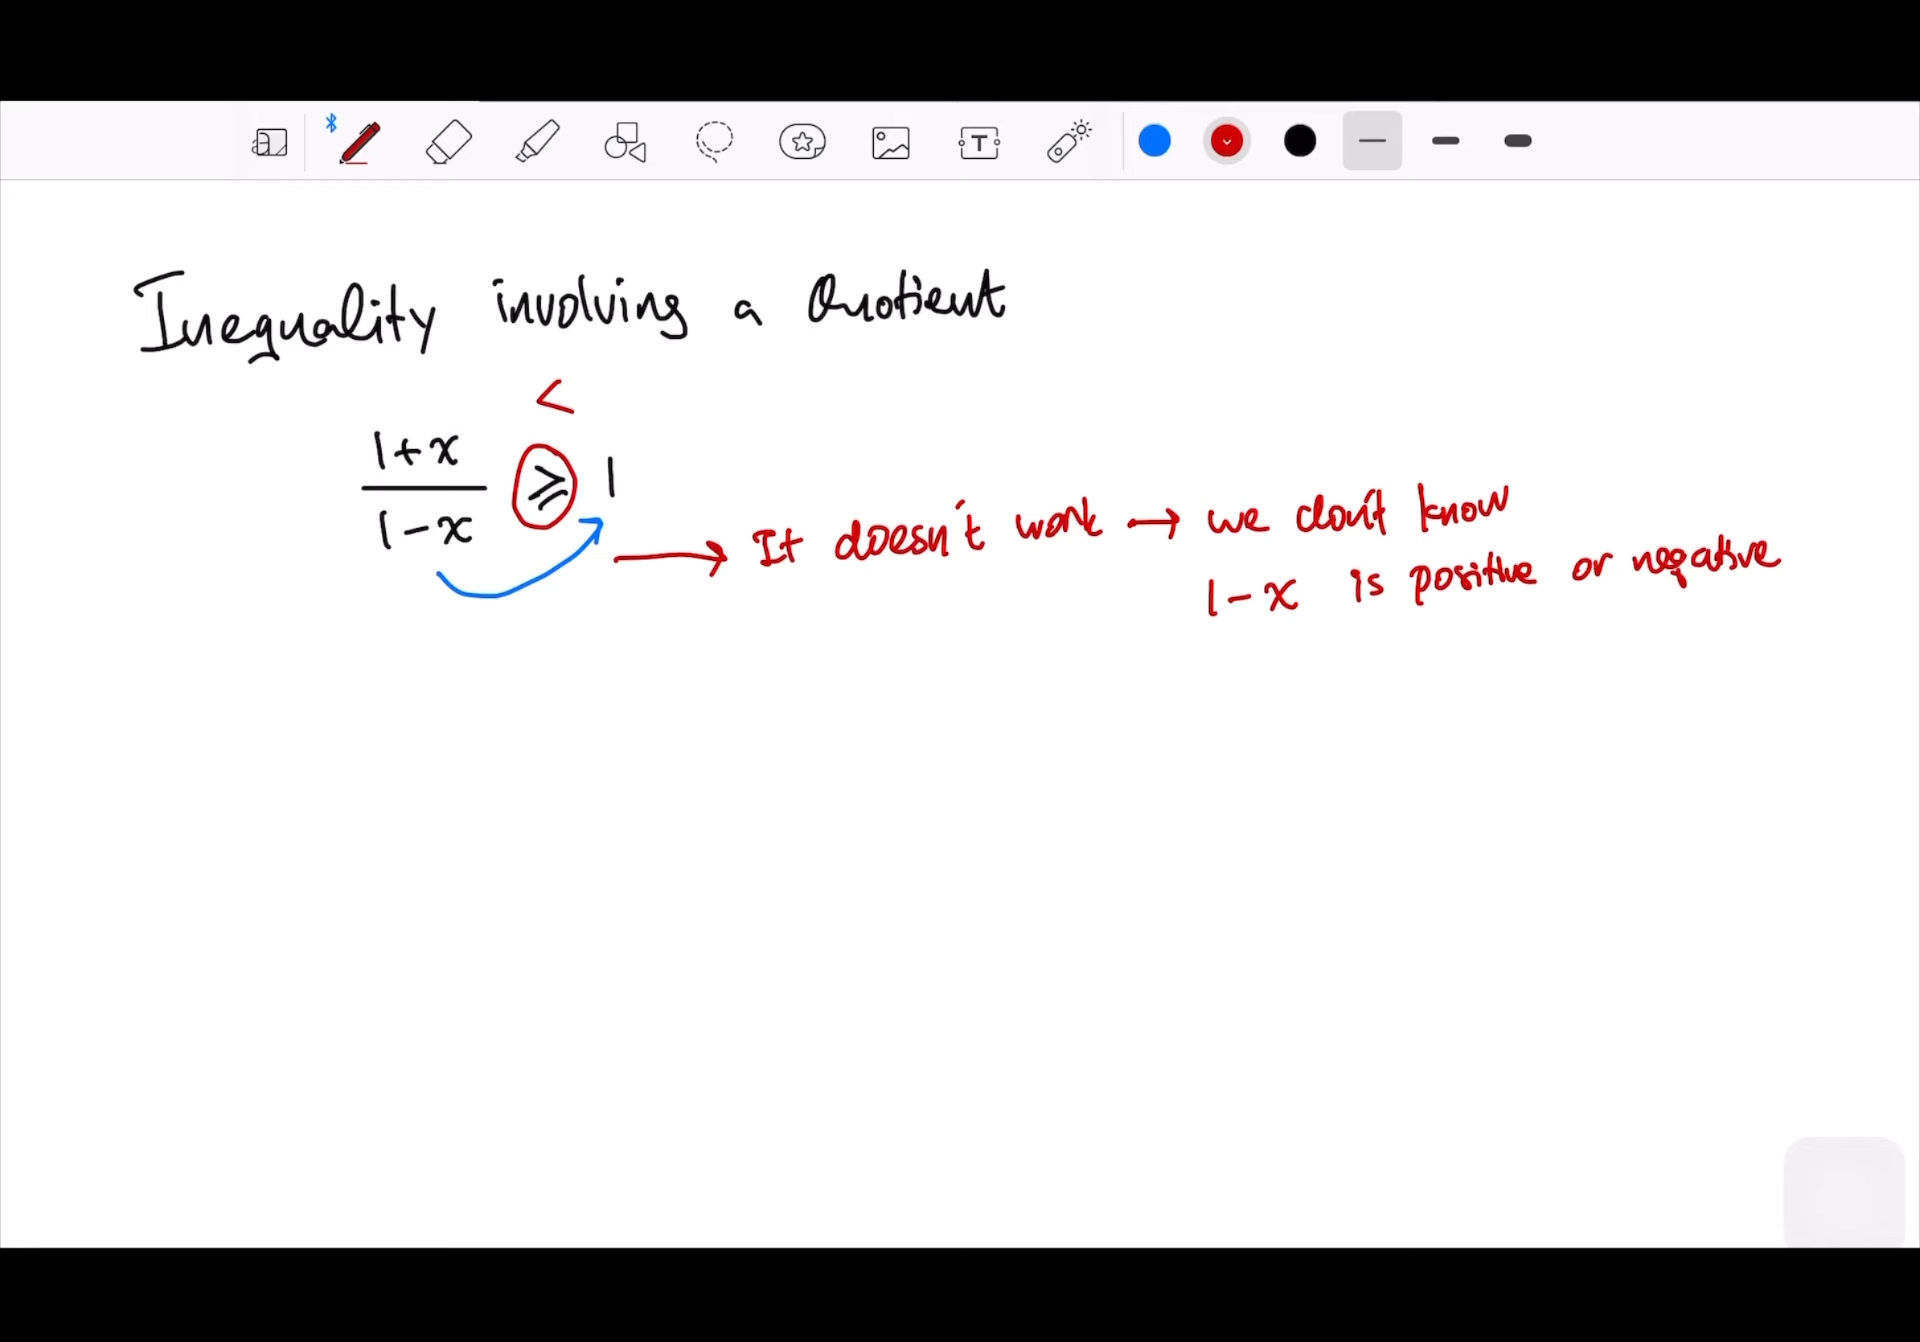 Inequality involving a Quotient
<
1+x
―――
1-x
≥ 1
→ It doesn't work → we don't know
1-x is positive or negative
T